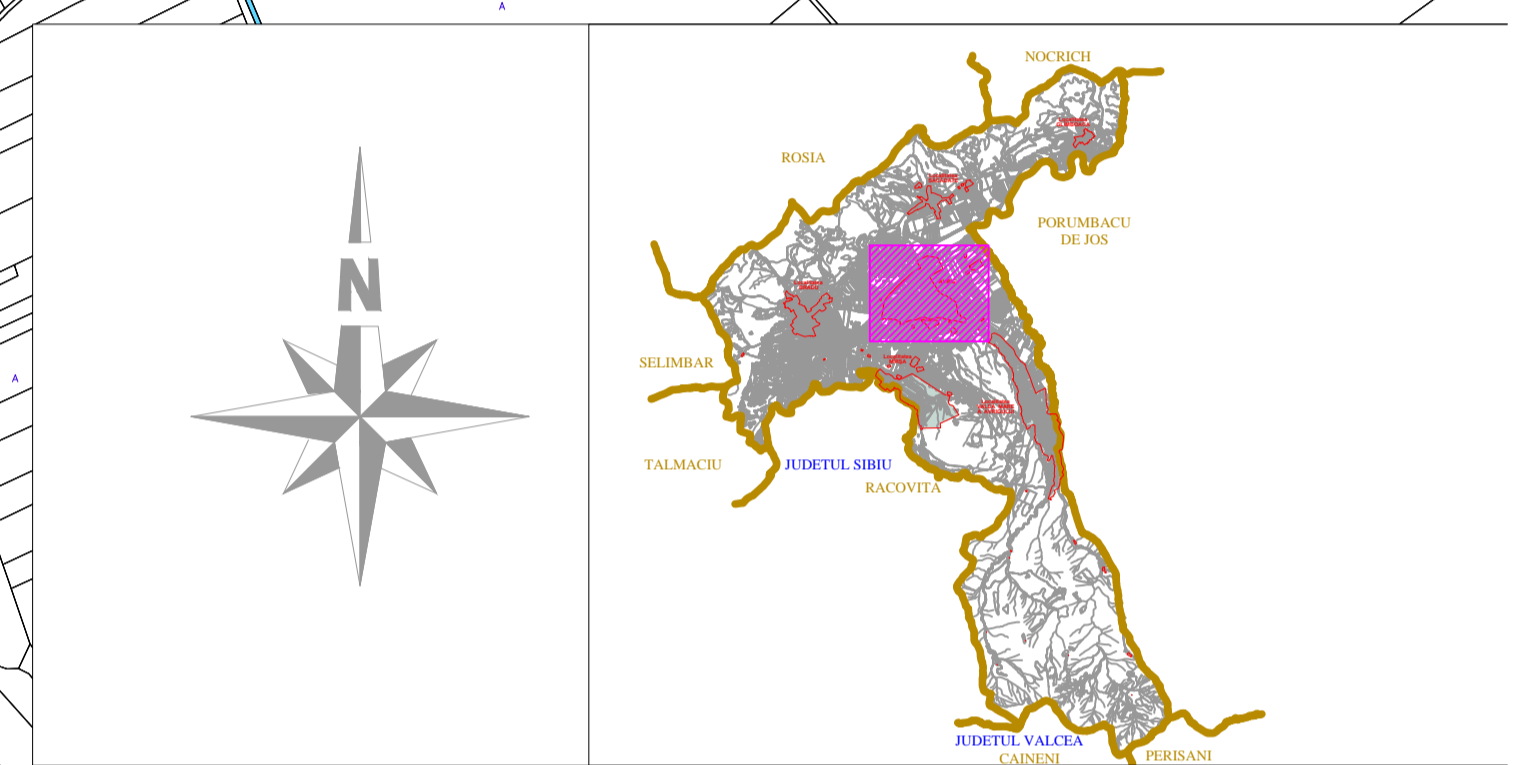 A
NOCRICH
ROSIA
PORUMBACU
DE JOS
N
SELIMBAR
A
TALMACIU
JUDETUL SIBIU
RACOVITA
JUDETUL VALCEA
CAINENI
PERISANI